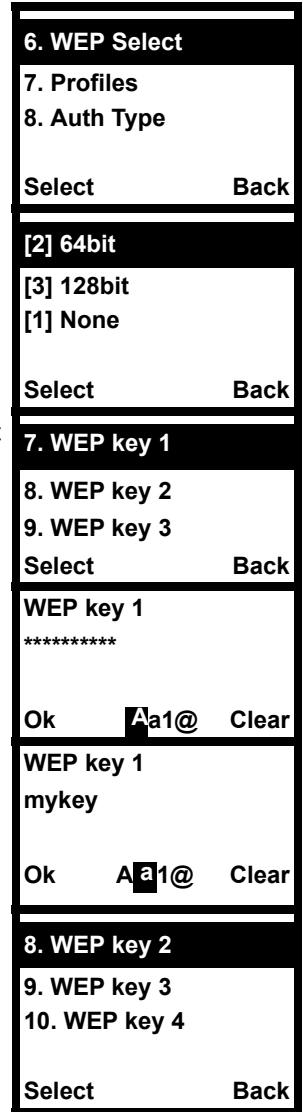 6. WEP Select
7. Profiles
8. Auth Type
Select Back
[2] 64bit
[3] 128bit
[1] None
Select Back
7. WEP key 1
8. WEP key 2
9. WEP key 3
Select Back
WEP key 1
**********
Ok Aa1@ Clear
WEP key 1
mykey
Ok Aa1@ Clear
8. WEP key 2
9. WEP key 3
10. WEP key 4
Select Back